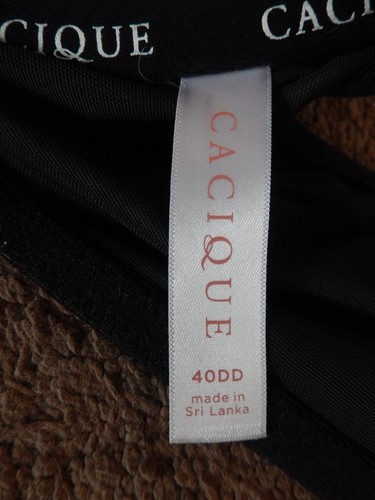 CIQUE
CACI
CACIQUE
40DD
made in
Sri Lanka